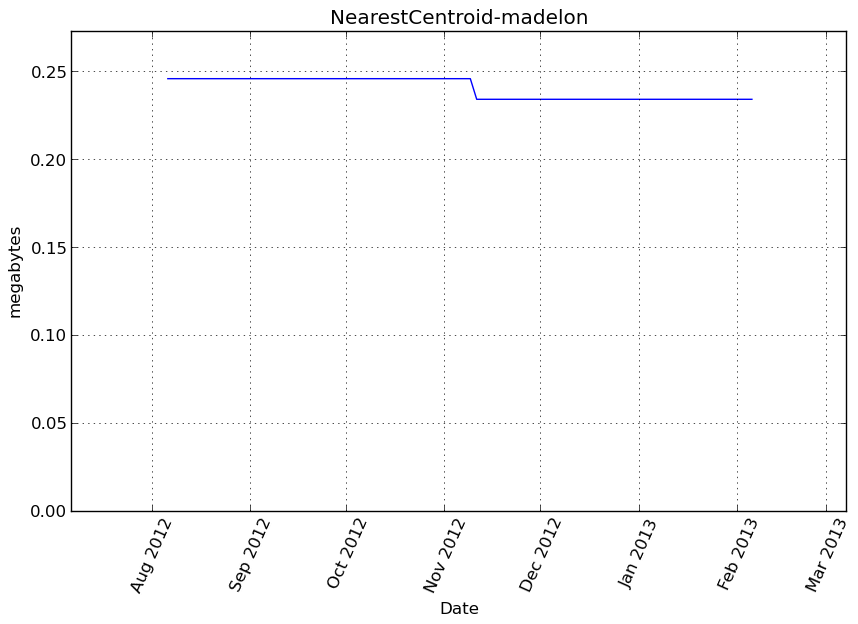 NearestCentroid-madelon
0.25
0.20
0.15
0.10
0.05
0.00
megabytes
Aug 2012
Sep 2012
Oct 2012
Nov 2012
Dec 2012
Jan 2013
Feb 2013
Mar 2013
Date